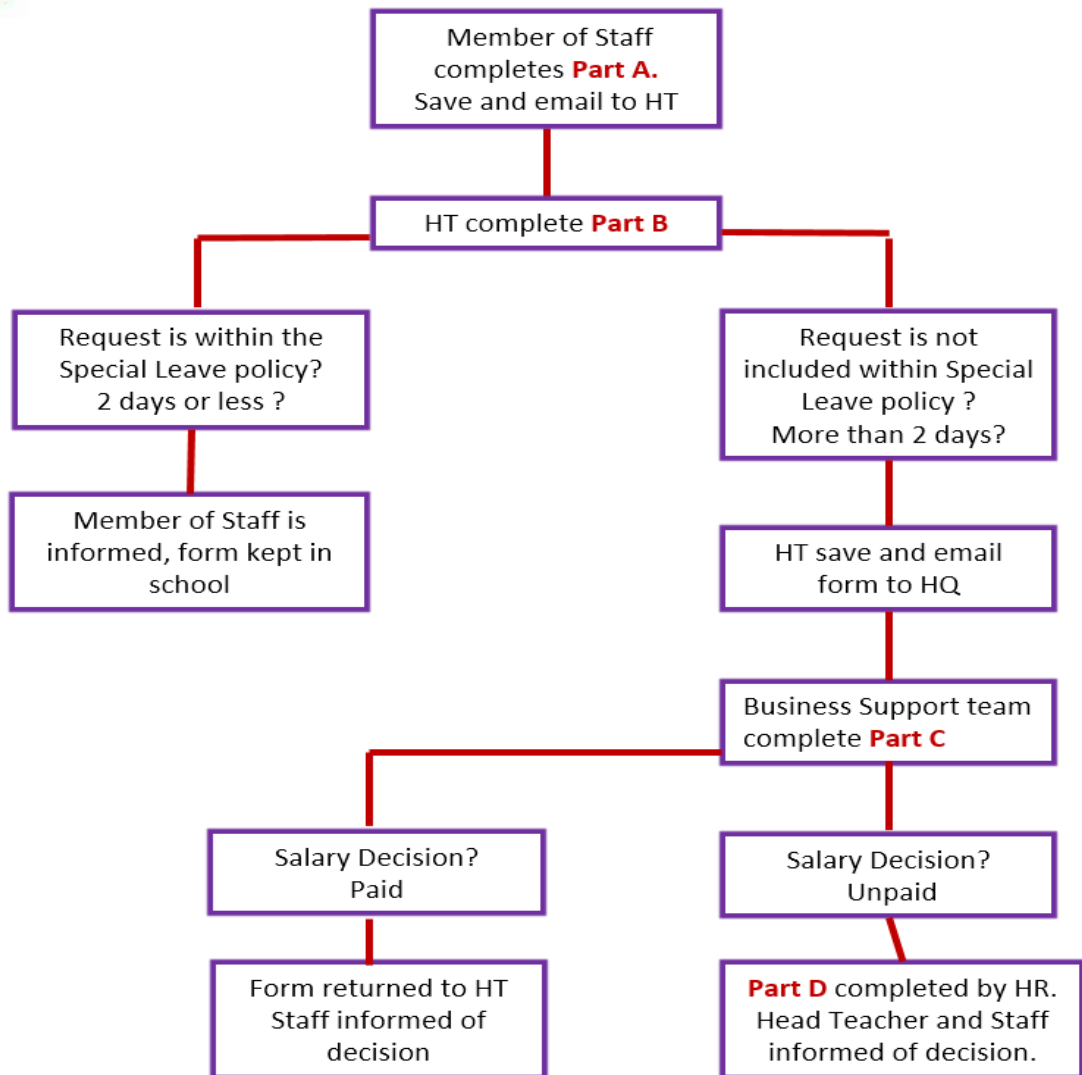 Member of Staff
completes Part A.
Save and email to HT
HT complete Part B
Request is within the
Special Leave policy?
2 days or less ?
Request is not
included within Special
Leave policy ?
More than 2 days?
Member of Staff is
informed, form kept in
school
HT save and email
form to HQ
Business Support team
complete Part C
Salary Decision?
Paid
Salary Decision?
Unpaid
Form returned to HT
Staff informed of
decision
Part D completed by HR.
Head Teacher and Staff
informed of decision.